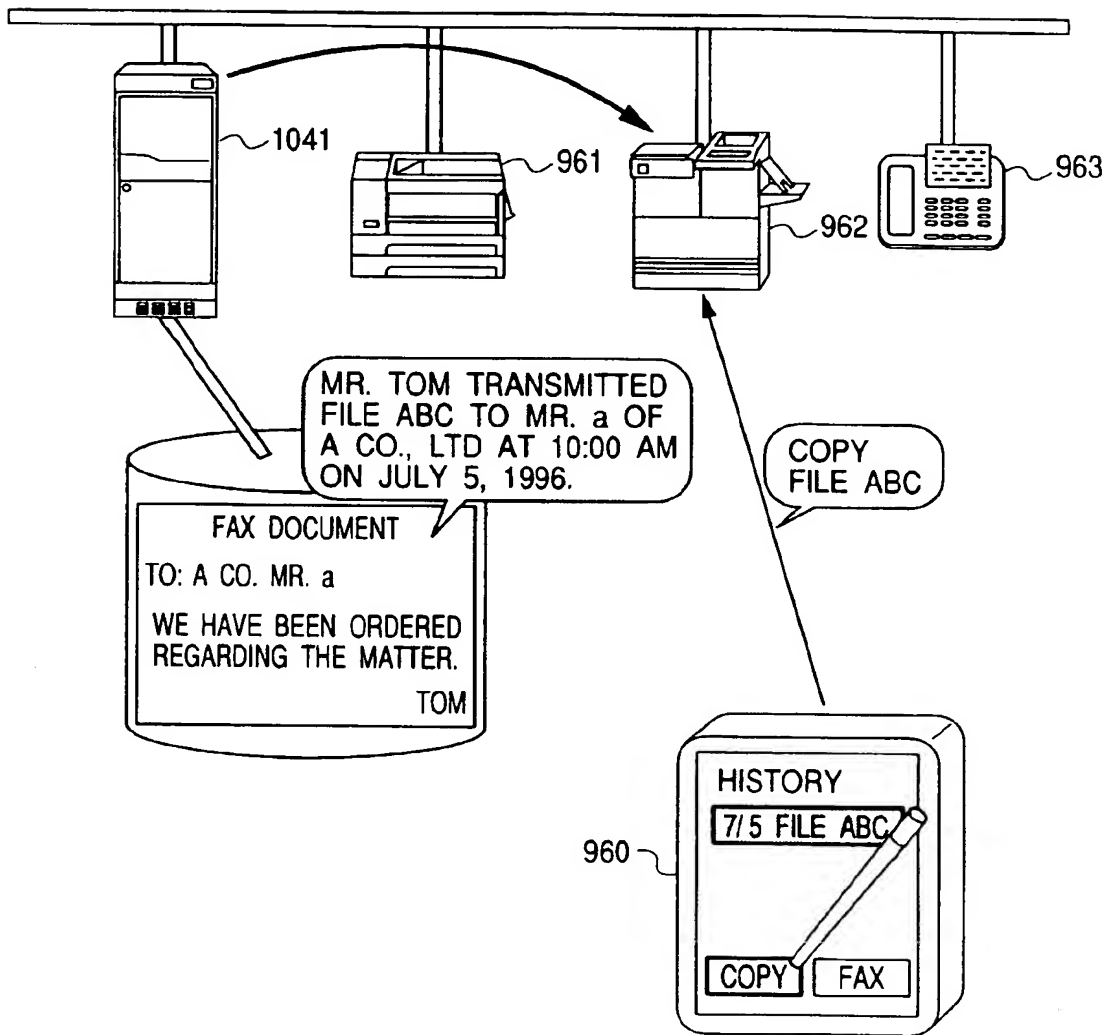 1041
961
962
963
MR. TOM TRANSMITTED
FILE ABC TO MR. a OF
A CO., LTD AT 10:00 AM
ON JULY 5, 1996.
COPY
FILE ABC
FAX DOCUMENT
TO: A CO. MR. a
WE HAVE BEEN ORDERED
REGARDING THE MATTER.
TOM
960
HISTORY
7/5 FILE ABC
COPY
FAX